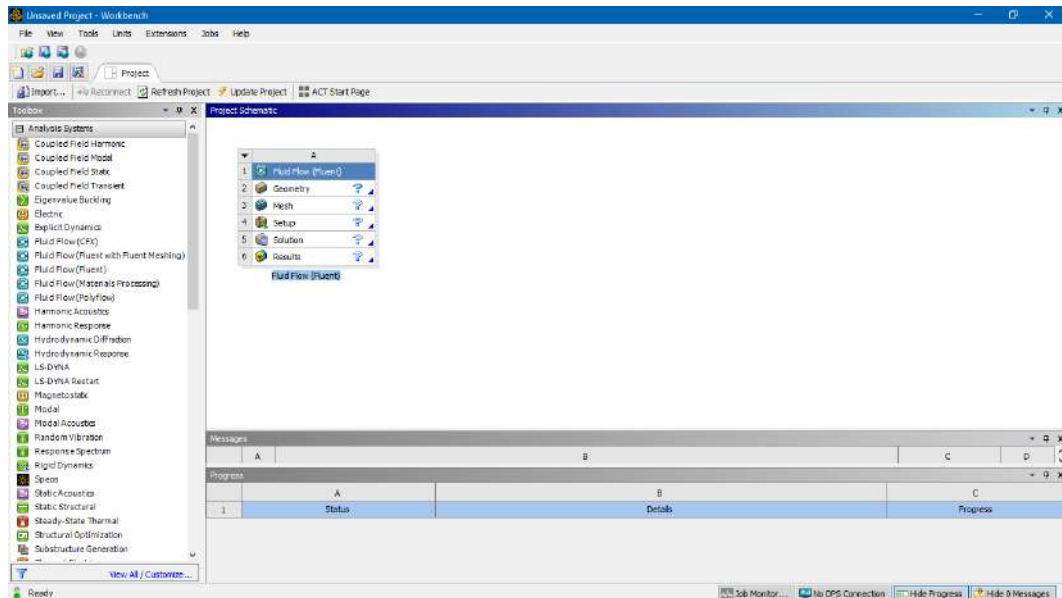 Unsaved Project - Workbench
File View Tools Units Extensions Jobs Help
Project
Import... Reconnect Refresh Project Update Project ACT Start Page
Toolbox
Analysis Systems
Coupled Field Harmonic
Coupled Field Modal
Coupled Field Static
Coupled Field Transient
Eigenvalue Buckling
Electric
Explicit Dynamics
Fluid Flow (CFX)
Fluid Flow (Fluent with Fluent Meshing)
Fluid Flow (Fluent)
Fluid Flow (Materials Processing)
Fluid Flow (Polyflow)
Harmonic Acoustics
Harmonic Response
Hydrodynamic Diffraction
Hydrodynamic Response
LS-DYNA
LS-DYNA Restart
Magnetostatic
Modal
Modal Acoustics
Random Vibration
Response Spectrum
Rigid Dynamics
Speos
Static Acoustics
Static Structural
Steady-State Thermal
Structural Optimization
Substructure Generation
View All / Customize...
Project Schematic
A
1 Fluid Flow (Fluent)
2 Geometry ?
3 Mesh ?
4 Setup ?
5 Solution ?
6 Results ?
Fluid Flow (Fluent)
Messages
A B C D
Progress
A B C
1 Status Details Progress
Ready
Job Monitor... No DPS Connection Hide Progress Hide 0 Messages